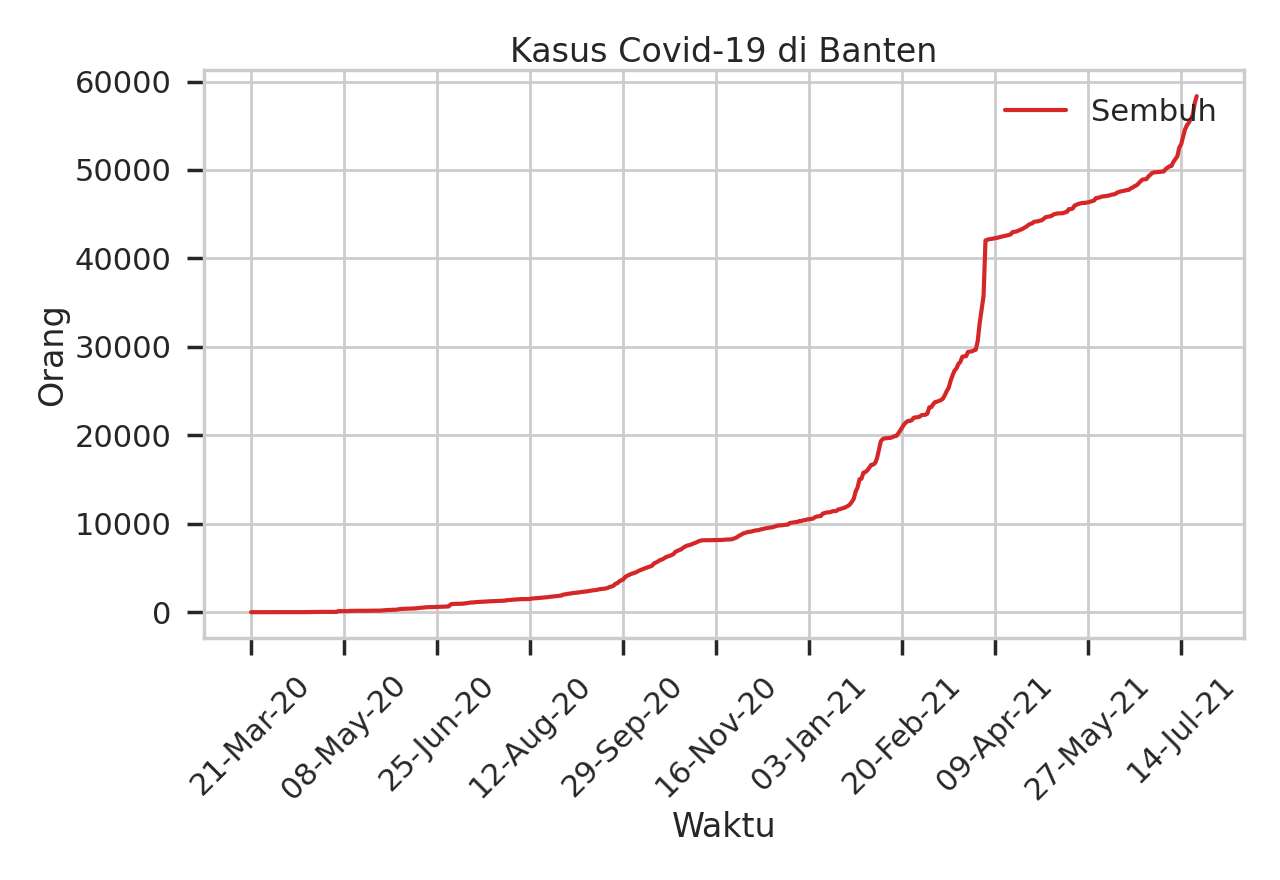 Kasus Covid-19 di Banten
Sembuh
60000
50000
40000
30000
20000
10000
0
Orang
21-Mar-20
08-May-20
25-Jun-20
12-Aug-20
29-Sep-20
16-Nov-20
03-Jan-21
20-Feb-21
09-Apr-21
27-May-21
14-Jul-21
Waktu